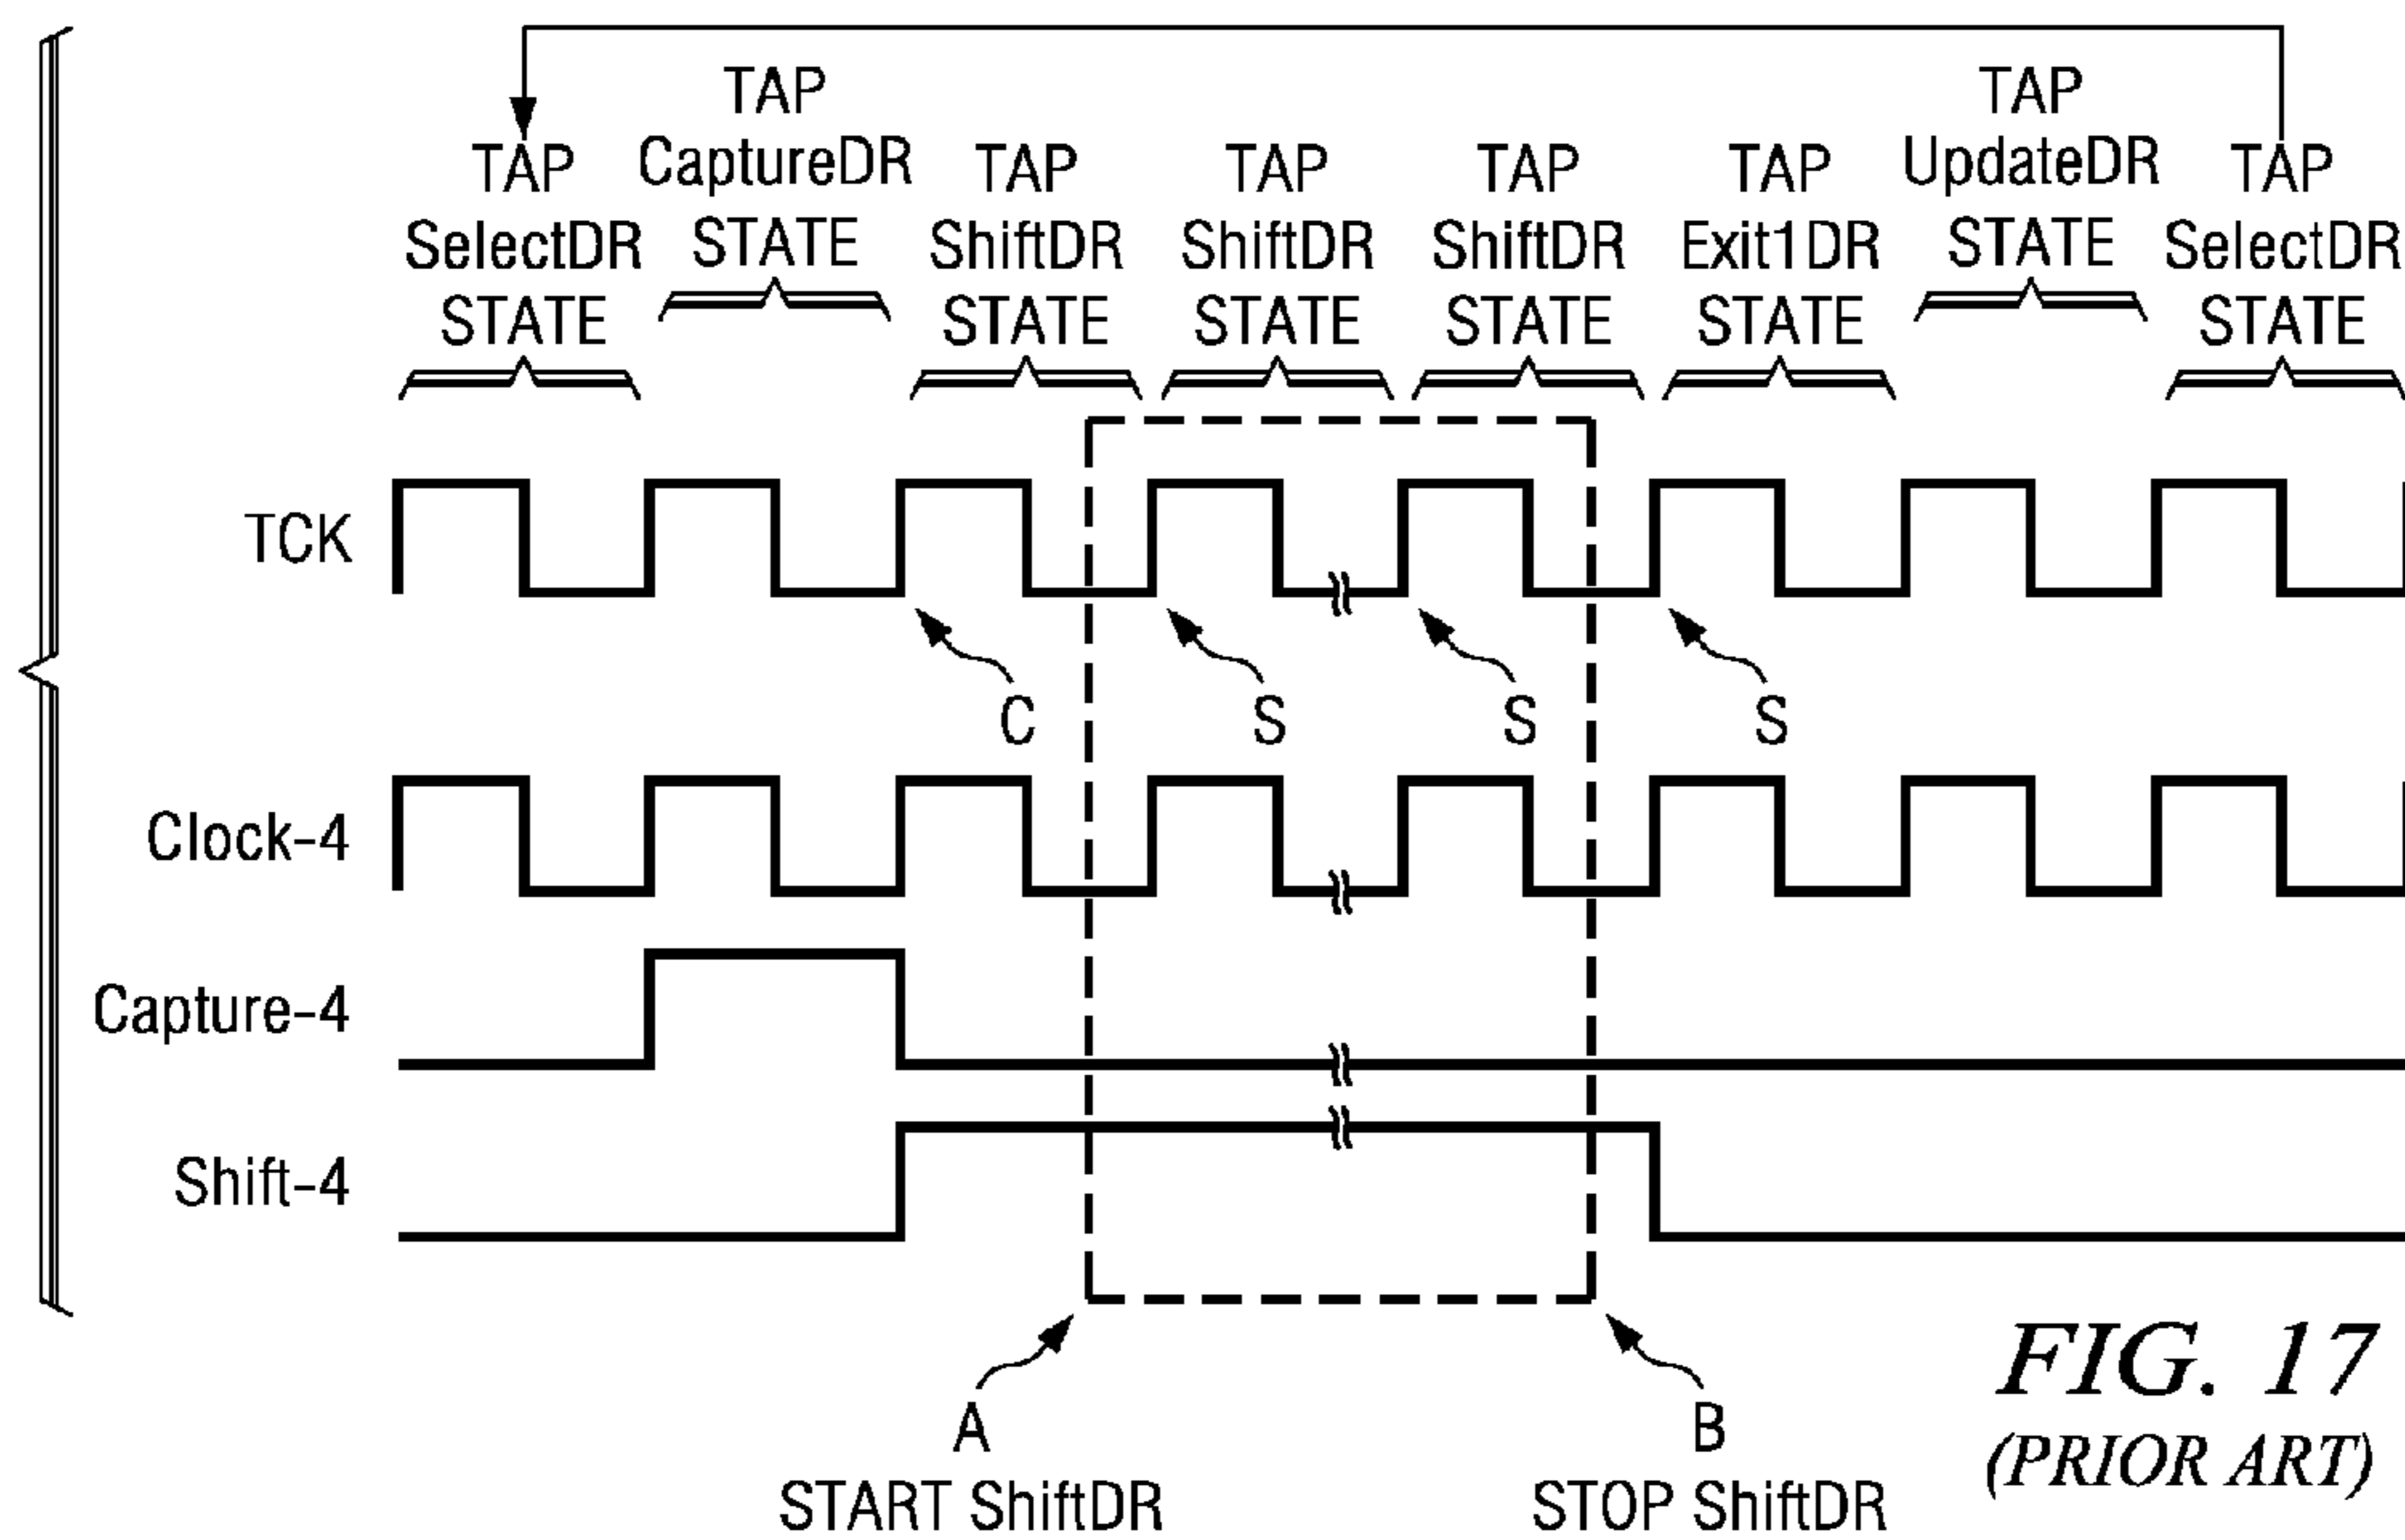 TAP
SelectDR
STATE
TAP
CaptureDR
STATE
TAP
ShiftDR
STATE
TAP
ShiftDR
STATE
TAP
ShiftDR
STATE
TAP
Exit1DR
STATE
TAP
UpdateDR
STATE
TAP
SelectDR
STATE
TCK
C
S
S
S
Clock-4
Capture-4
Shift-4
A
START ShiftDR
B
STOP ShiftDR
FIG. 17
(PRIOR ART)